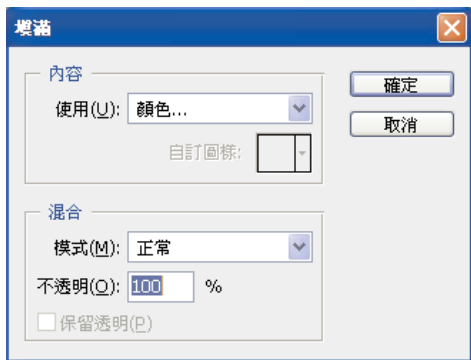 填滿
內容
確定
使用(U): 顏色...
取消
自訂圖樣:
混合
模式(M): 正常
不透明(O): 100 %
保留透明(P)